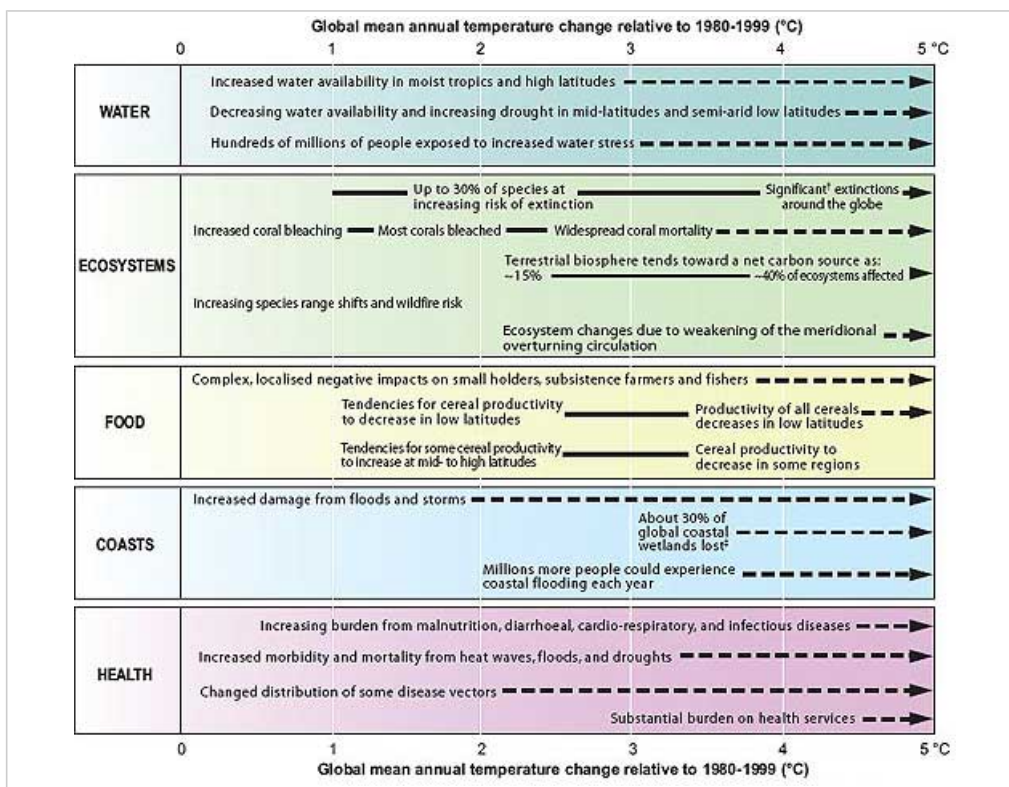 Global mean annual temperature change relative to 1980-1999 (°C)
0 1 2 3 4 5 °C
WATER
Increased water availability in moist tropics and high latitudes
Decreasing water availability and increasing drought in mid-latitudes and semi-arid low latitudes
Hundreds of millions of people exposed to increased water stress
ECOSYSTEMS
Up to 30% of species at
increasing risk of extinction
Significant† extinctions
around the globe
Increased coral bleaching Most corals bleached Widespread coral mortality
Terrestrial biosphere tends toward a net carbon source as:
~15% ~40% of ecosystems affected
Increasing species range shifts and wildfire risk
Ecosystem changes due to weakening of the meridional
overturning circulation
FOOD
Complex, localised negative impacts on small holders, subsistence farmers and fishers
Tendencies for cereal productivity
to decrease in low latitudes
Productivity of all cereals
decreases in low latitudes
Tendencies for some cereal productivity
to increase at mid- to high latitudes
Cereal productivity to
decrease in some regions
COASTS
Increased damage from floods and storms
About 30% of
global coastal
wetlands lost‡
Millions more people could experience
coastal flooding each year
HEALTH
Increasing burden from malnutrition, diarrhoeal, cardio-respiratory, and infectious diseases
Increased morbidity and mortality from heat waves, floods, and droughts
Changed distribution of some disease vectors
Substantial burden on health services
0 1 2 3 4 5 °C
Global mean annual temperature change relative to 1980-1999 (°C)